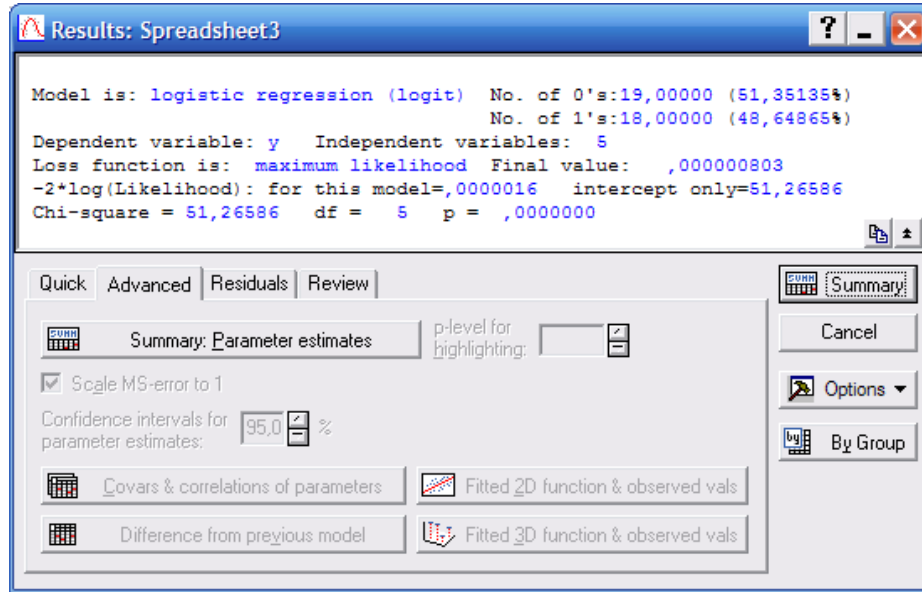 Results: Spreadsheet3
Model is: logistic regression (logit) No. of 0's:19,00000 (51,35135%)
No. of 1's:18,00000 (48,64865%)
Dependent variable: y Independent variables: 5
Loss function is: maximum likelihood Final value: ,000000803
-2*log(Likelihood): for this model=,0000016 intercept only=51,26586
Chi-square = 51,26586 df = 5 p = ,0000000
Quick Advanced Residuals Review
Summary: Parameter estimates
p-level for
highlighting:
Scale MS-error to 1
Confidence intervals for
parameter estimates:
95,0 %
Covars & correlations of parameters
Fitted 2D function & observed vals
Difference from previous model
Fitted 3D function & observed vals
Summary
Cancel
Options
By Group